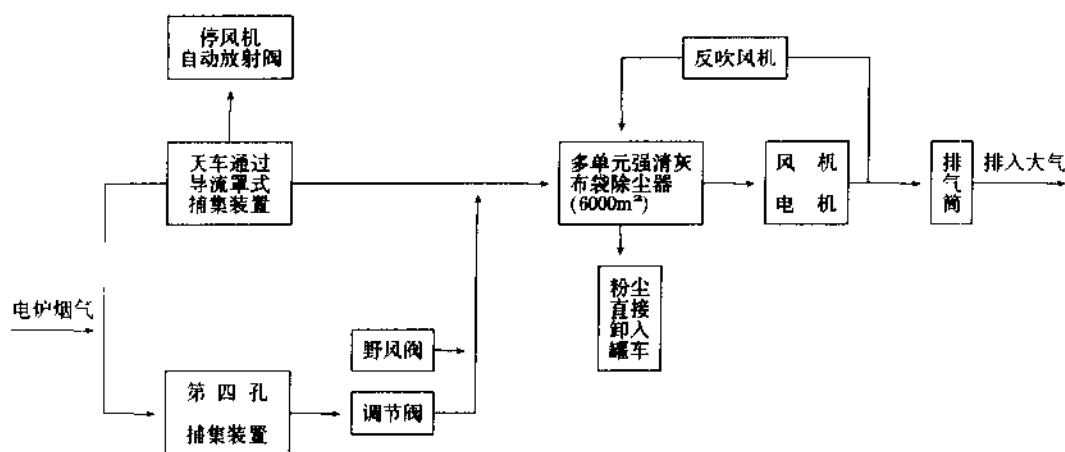 停风机
自动放射阀
反吹风机
天车通过
导流罩式
捕集装置
多单元强清灰
布袋除尘器
(6000m²)
风 机
电 机
排
气
筒
排入大气
电炉烟气
粉尘
直接
卸入
罐车
野风阀
第 四 孔
捕集装置
调节阀